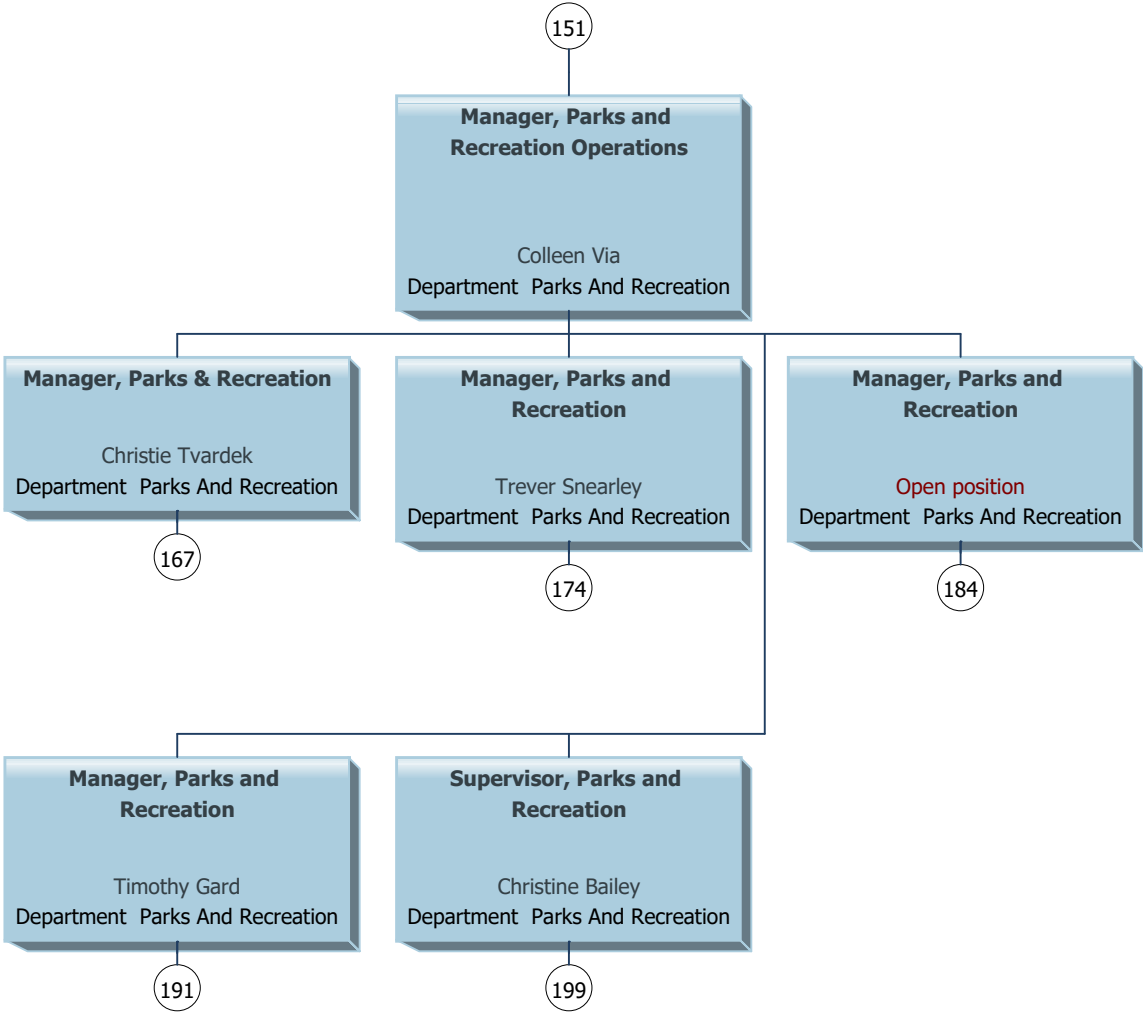 151
Manager, Parks and
Recreation Operations
Colleen Via
Department  Parks And Recreation
Manager, Parks & Recreation
Christie Tvardek
Department  Parks And Recreation
167
Manager, Parks and
Recreation
Trever Snearley
Department  Parks And Recreation
174
Manager, Parks and
Recreation
Open position
Department  Parks And Recreation
184
Manager, Parks and
Recreation
Timothy Gard
Department  Parks And Recreation
191
Supervisor, Parks and
Recreation
Christine Bailey
Department  Parks And Recreation
199